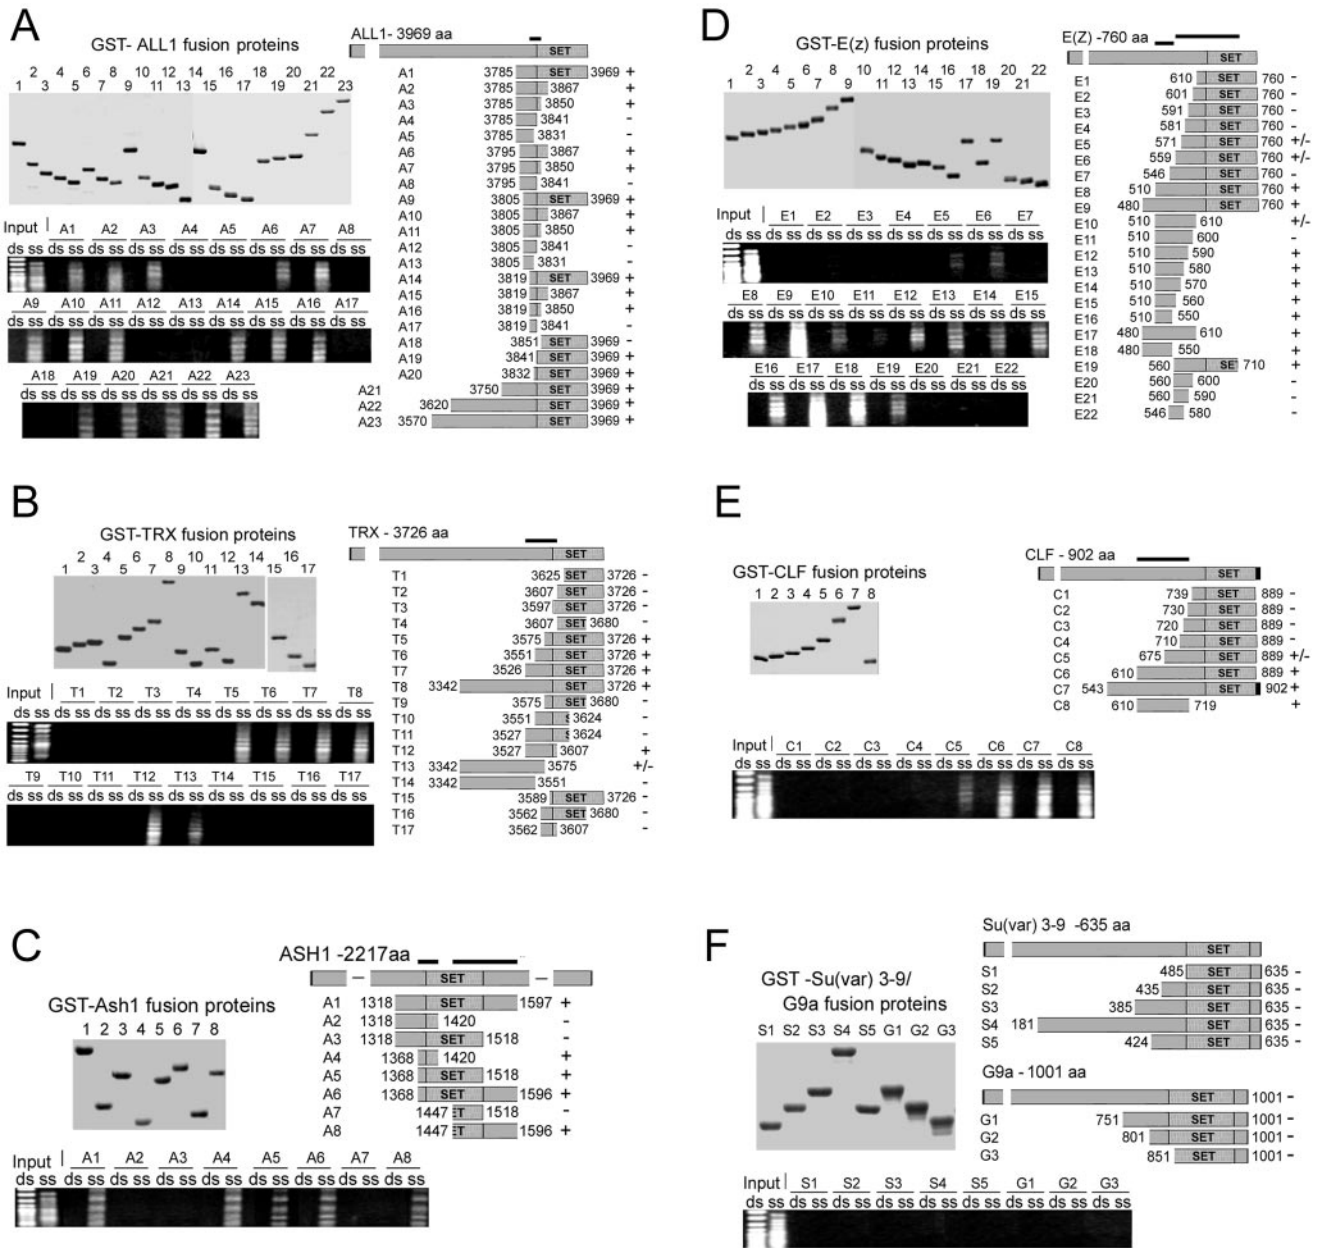 A
GST- ALL1 fusion proteins
2 4 6 8 10 12 14 16 18 20 22
1 3 5 7 9 11 13 15 17 19 21 23
Input A1 A2 A3 A4 A5 A6 A7 A8
ds ss ds ss ds ss ds ss ds ss ds ss ds ss ds ss ds ss
A9 A10 A11 A12 A13 A14 A15 A16 A17
ds ss ds ss ds ss ds ss ds ss ds ss ds ss ds ss ds ss
A18 A19 A20 A21 A22 A23
ds ss ds ss ds ss ds ss ds ss ds ss
ALL1- 3969 aa
SET
A1 3785 SET 3969 +
A2 3785 3867 +
A3 3785 3850 +
A4 3785 3841 -
A5 3785 3831 -
A6 3795 3867 +
A7 3795 3850 +
A8 3795 3841 -
A9 3805 SET 3969 +
A10 3805 3867 +
A11 3805 3850 +
A12 3805 3841 -
A13 3805 3831 -
A14 3819 SET 3969 +
A15 3819 3867 +
A16 3819 3850 +
A17 3819 3841 -
A18 3851 SET 3969 -
A19 3841 SET 3969 +
A20 3832 SET 3969 +
A21 3750 SET 3969 +
A22 3620 SET 3969 +
A23 3570 SET 3969 +
B
GST-TRX fusion proteins
2 4 6 8 10 12 14 16
1 3 5 7 9 11 13 15 17
Input T1 T2 T3 T4 T5 T6 T7 T8
ds ss ds ss ds ss ds ss ds ss ds ss ds ss ds ss ds ss
T9 T10 T11 T12 T13 T14 T15 T16 T17
ds ss ds ss ds ss ds ss ds ss ds ss ds ss ds ss ds ss
TRX - 3726 aa
SET
T1 3625 SET 3726 -
T2 3607 SET 3726 -
T3 3597 SET 3726 -
T4 3607 SET 3680 -
T5 3575 SET 3726 +
T6 3551 SET 3726 +
T7 3526 SET 3726 +
T8 3342 SET 3726 +
T9 3575 SET 3680 -
T10 3551 S 3624 -
T11 3527 S 3624 -
T12 3527 3607 +
T13 3342 3575 +/-
T14 3342 3551 -
T15 3589 SET 3726 -
T16 3562 SET 3680 -
T17 3562 3607 -
C
GST-Ash1 fusion proteins
1 2 3 4 5 6 7 8
Input A1 A2 A3 A4 A5 A6 A7 A8
ds ss ds ss ds ss ds ss ds ss ds ss ds ss ds ss ds ss
ASH1 -2217aa
SET
A1 1318 SET 1597 +
A2 1318 1420 -
A3 1318 SET 1518 -
A4 1368 1420 +
A5 1368 SET 1518 +
A6 1368 SET 1596 +
A7 1447 ET 1518 -
A8 1447 ET 1596 +
D
GST-E(z) fusion proteins
2 4 6 8 10 12 14 16 18 20 22
1 3 5 7 9 11 13 15 17 19 21
Input E1 E2 E3 E4 E5 E6 E7
ds ss ds ss ds ss ds ss ds ss ds ss ds ss ds ss
E8 E9 E10 E11 E12 E13 E14 E15
ds ss ds ss ds ss ds ss ds ss ds ss ds ss ds ss
E16 E17 E18 E19 E20 E21 E22
ds ss ds ss ds ss ds ss ds ss ds ss ds ss
E(Z) -760 aa
SET
E1 610 SET 760 -
E2 601 SET 760 -
E3 591 SET 760 -
E4 581 SET 760 -
E5 571 SET 760 +/-
E6 559 SET 760 +/-
E7 546 SET 760 -
E8 510 SET 760 +
E9 480 SET 760 +
E10 510 610 +/-
E11 510 600 -
E12 510 590 +
E13 510 580 +
E14 510 570 +
E15 510 560 +
E16 510 550 +
E17 480 610 +
E18 480 550 +
E19 560 SE 710 +
E20 560 600 -
E21 560 590 -
E22 546 580 -
E
GST-CLF fusion proteins
1 2 3 4 5 6 7 8
Input C1 C2 C3 C4 C5 C6 C7 C8
ds ss ds ss ds ss ds ss ds ss ds ss ds ss ds ss ds ss
CLF - 902 aa
SET
C1 739 SET 889 -
C2 730 SET 889 -
C3 720 SET 889 -
C4 710 SET 889 -
C5 675 SET 889 +/-
C6 610 SET 889 +
C7 543 SET 902 +
C8 610 719 +
F
GST -Su(var) 3-9/
G9a fusion proteins
S1 S2 S3 S4 S5 G1 G2 G3
Input S1 S2 S3 S4 S5 G1 G2 G3
ds ss ds ss ds ss ds ss ds ss ds ss ds ss ds ss ds ss
Su(var) 3-9 -635 aa
SET
S1 485 SET 635 -
S2 435 SET 635 -
S3 385 SET 635 -
S4 181 SET 635 -
S5 424 SET 635 -
G9a - 1001 aa
SET 1001 -
G1 751 SET 1001 -
G2 801 SET 1001 -
G3 851 SET 1001 -